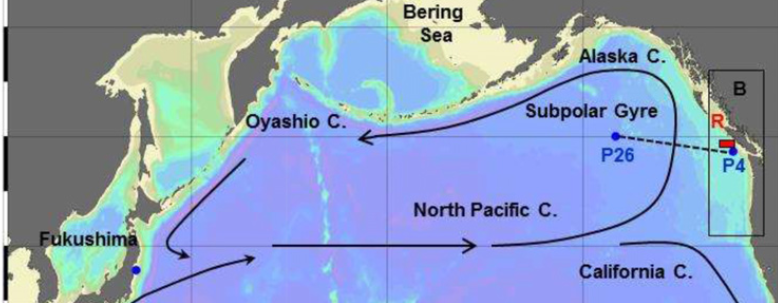 Bering
Sea
Alaska C.
B
Subpolar Gyre
R
Oyashio C.
P26
P4
North Pacific C.
Fukushima
California C.